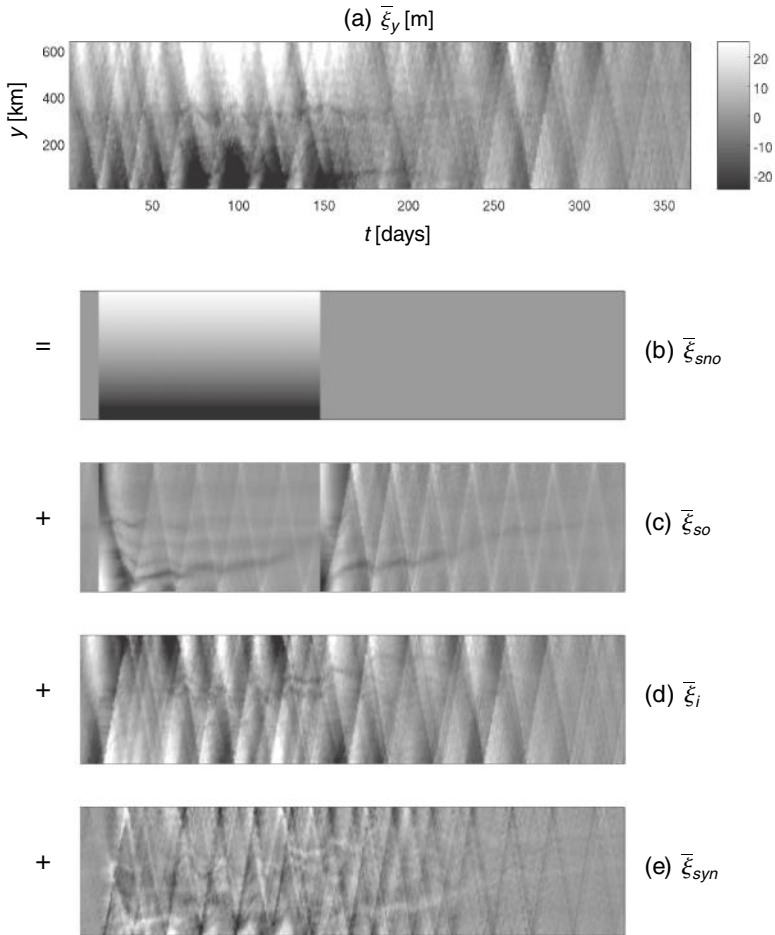 (a) ξ̅y [m]
y [km]
600
400
200
50 100 150 200 250 300 350
t [days]
20
10
0
-10
-20
=
(b) ξ̅sno
+
(c) ξ̅so
+
(d) ξ̅i
+
(e) ξ̅syn